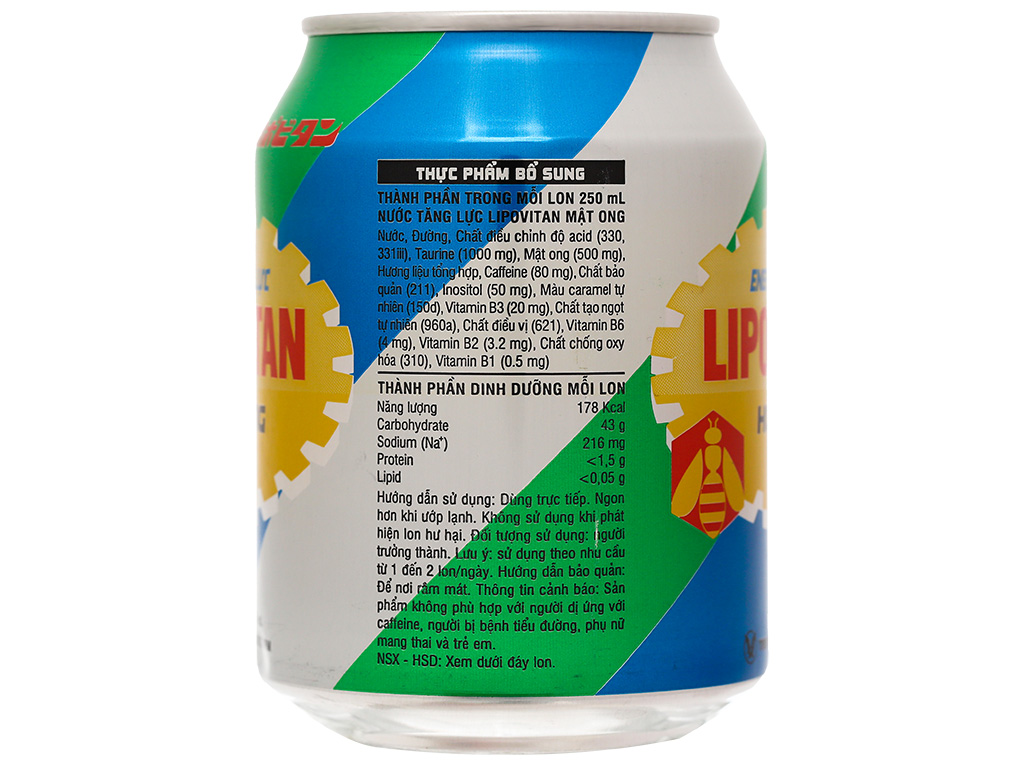 ピタン
THỰC PHẨM BỔ SUNG
THÀNH PHẦN TRONG MỖI LON 250 mL
NƯỚC TĂNG LỰC LIPOVITAN MẬT ONG
Nước, Đường, Chất điều chỉnh độ acid (330,
331iii), Taurine (1000 mg), Mật ong (500 mg),
Hương liệu tổng hợp, Caffeine (80 mg), Chất bảo
quản (211), Inositol (50 mg), Màu caramel tự
nhiên (150d), Vitamin B3 (20 mg), Chất tạo ngọt
tự nhiên (960a), Chất điều vị (621), Vitamin B6
(4 mg), Vitamin B2 (3.2 mg), Chất chống oxy
hóa (310), Vitamin B1 (0.5 mg)
THÀNH PHẦN DINH DƯỠNG MỖI LON
Năng lượng 178 Kcal
Carbohydrate 43 g
Sodium (Na⁺) 216 mg
Protein <1,5 g
Lipid <0,05 g
Hướng dẫn sử dụng: Dùng trực tiếp. Ngon
hơn khi ướp lạnh. Không sử dụng khi phát
hiện lon hư hại. Đối tượng sử dụng: người
trưởng thành. Lưu ý: sử dụng theo nhu cầu
từ 1 đến 2 lon/ngày. Hướng dẫn bảo quản:
Để nơi râm mát. Thông tin cảnh báo: Sản
phẩm không phù hợp với người dị ứng với
caffeine, người bị bệnh tiểu đường, phụ nữ
mang thai và trẻ em.
NSX - HSD: Xem dưới đáy lon.
TAN
G
ENE
LIPO
H